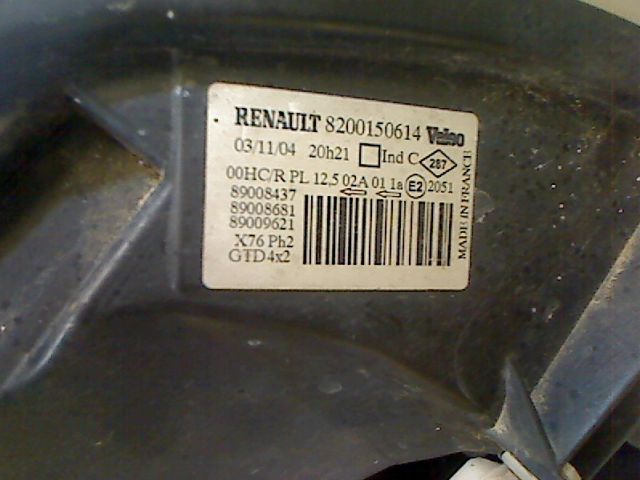 RENAULT 8200150614 Valeo
03/11/04 20h21 Ind C 287
00HC/R PL 12,5 02A 01 1a E2 2051
89008437
89008681
89009621
X76 Ph2
GTD 4x2
MADE IN FRANCE